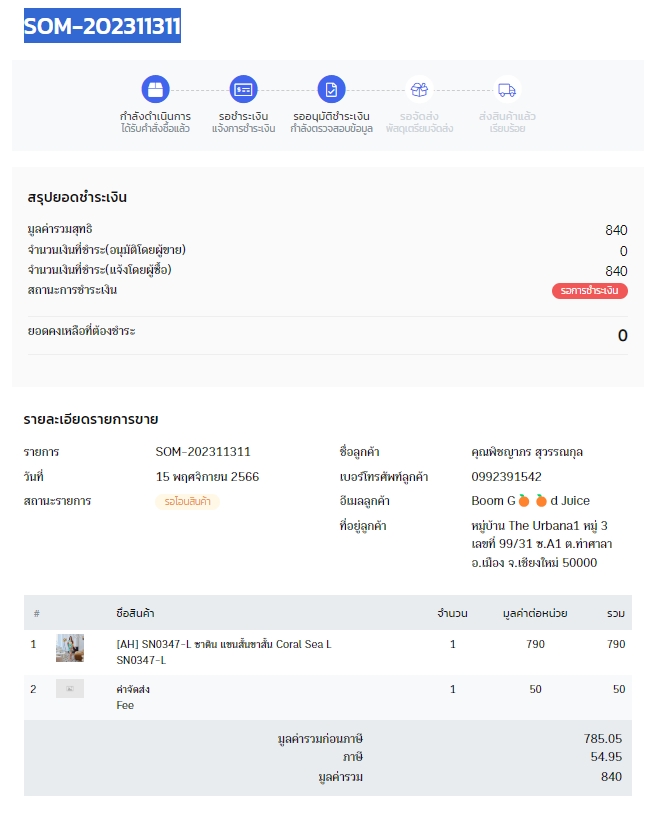 SOM-202311311
กำลังดำเนินการ
ได้รับคำสั่งซื้อแล้ว
รอชำระเงิน
แจ้งการชำระเงิน
รออนุมัติชำระเงิน
กำลังตรวจสอบข้อมูล
รอจัดส่ง
พัสดุเตรียมจัดส่ง
ส่งสินค้าแล้ว
เรียบร้อย
สรุปยอดชำระเงิน
มูลค่ารวมสุทธิ 840
จำนวนเงินที่ชำระ(อนุมัติโดยผู้ขาย) 0
จำนวนเงินที่ชำระ(แจ้งโดยผู้ซื้อ) 840
สถานะการชำระเงิน รอการชำระเงิน
ยอดคงเหลือที่ต้องชำระ 0
รายละเอียดรายการขาย
รายการ SOM-202311311
วันที่ 15 พฤศจิกายน 2566
สถานะรายการ รอโอนสินค้า
ชื่อลูกค้า คุณพิชญาภร สุวรรณกุล
เบอร์โทรศัพท์ลูกค้า 0992391542
อีเมลลูกค้า Boom G🍊 🍊 d Juice
ที่อยู่ลูกค้า หมู่บ้าน The Urbana1 หมู่ 3
เลขที่ 99/31 ซ.A1 ต.ท่าศาลา
อ.เมือง จ.เชียงใหม่ 50000
# ชื่อสินค้า จำนวน มูลค่าต่อหน่วย รวม
1 [AH] SN0347-L ซาติน แขนสั้นขาสั้น Coral Sea L 1 790 790
SN0347-L
2 ค่าจัดส่ง 1 50 50
Fee
มูลค่ารวมก่อนภาษี 785.05
ภาษี 54.95
มูลค่ารวม 840